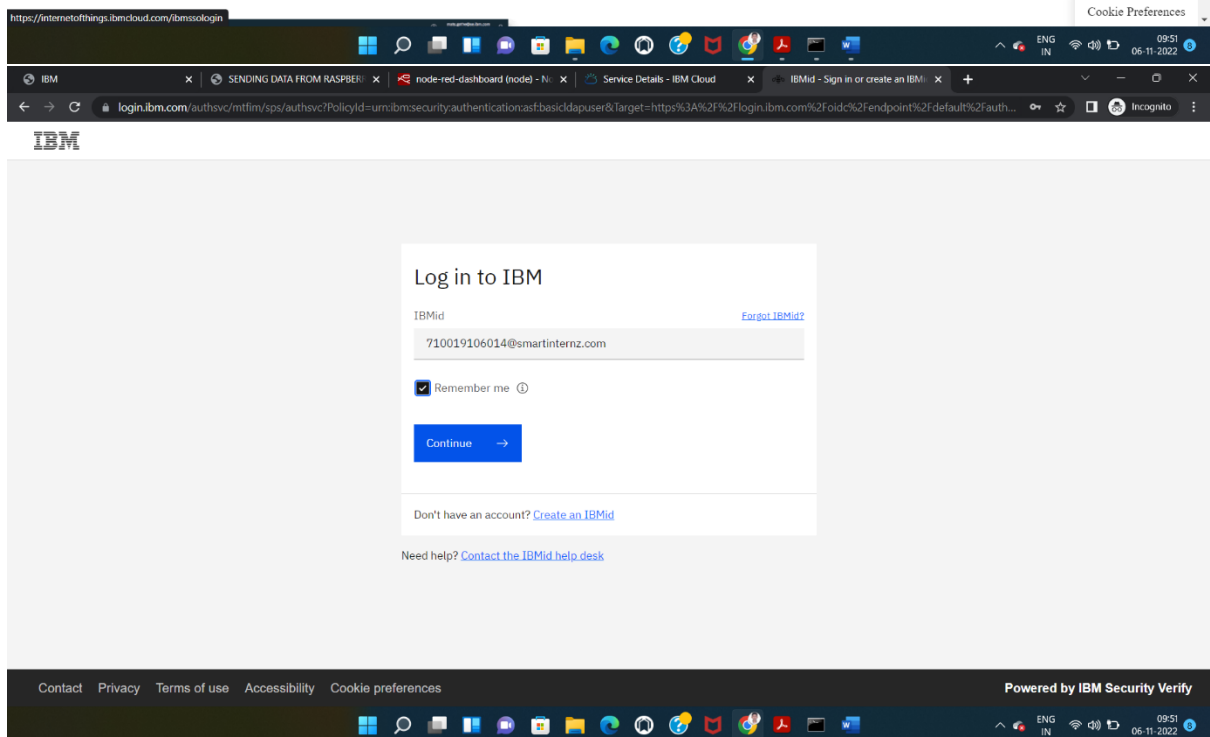 https://internetofthings.ibmcloud.com/ibmssologin
Cookie Preferences
ENG
IN
09:51
06-11-2022
8
IBM
SENDING DATA FROM RASPBERR
node-red-dashboard (node) - No
Service Details - IBM Cloud
IBMid - Sign in or create an IBMi
login.ibm.com/authsvc/mtfim/sps/authsvc?PolicyId=urn:ibm:security:authentication:asf:basicldapuser&Target=https%3A%2F%2Flogin.ibm.com%2Foidc%2Fendpoint%2Fdefault%2Fauth...
Incognito
IBM
Log in to IBM
IBMid
Forgot IBMid?
710019106014@smartinternz.com
Remember me
Continue
Don't have an account? Create an IBMid
Need help? Contact the IBMid help desk
Contact Privacy Terms of use Accessibility Cookie preferences
Powered by IBM Security Verify
ENG
IN
09:51
06-11-2022
8